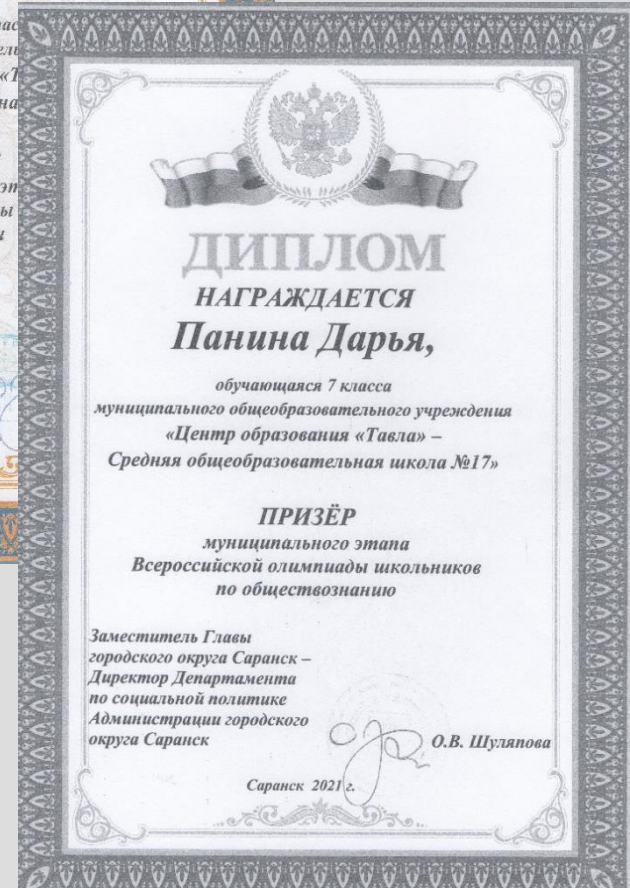 ДИПЛОМ
НАГРАЖДАЕТСЯ
Панина Дарья,
обучающаяся 7 класса
муниципального общеобразовательного учреждения
«Центр образования «Тавла» –
Средняя общеобразовательная школа №17»
ПРИЗЁР
муниципального этапа
Всероссийской олимпиады школьников
по обществознанию
Заместитель Главы
городского округа Саранск –
Директор Департамента
по социальной политике
Администрации городского
округа Саранск
О.В. Шуляпова
Саранск 2021 г.